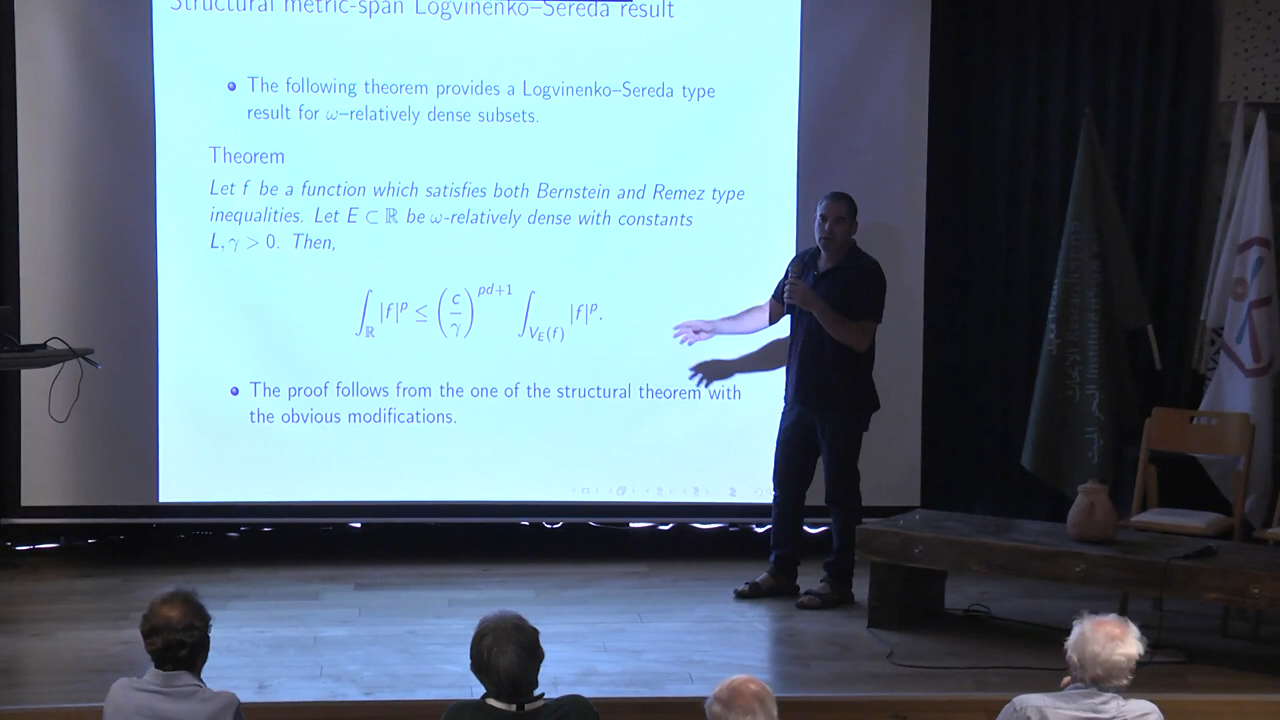 Structural metric-span Logvinenko–Sereda result
The following theorem provides a Logvinenko–Sereda type
result for ω–relatively dense subsets.
Theorem
Let f be a function which satisfies both Bernstein and Remez type
inequalities. Let E ⊂ ℝ be ω-relatively dense with constants
L, γ > 0. Then,
∫_ℝ |f|^p ≤ (c/γ)^{pd+1} ∫_{V_E(f)} |f|^p.
The proof follows from the one of the structural theorem with
the obvious modifications.